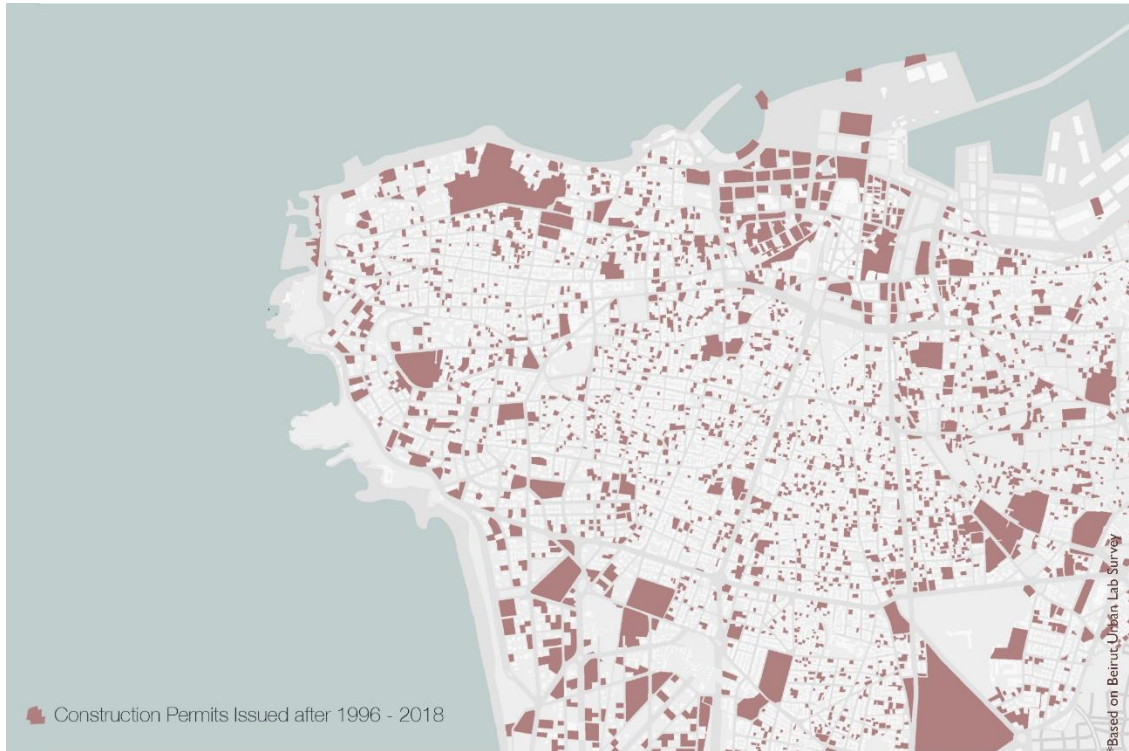 Construction Permits Issued after 1996 - 2018
*Based on Beirut Urban Lab Survey